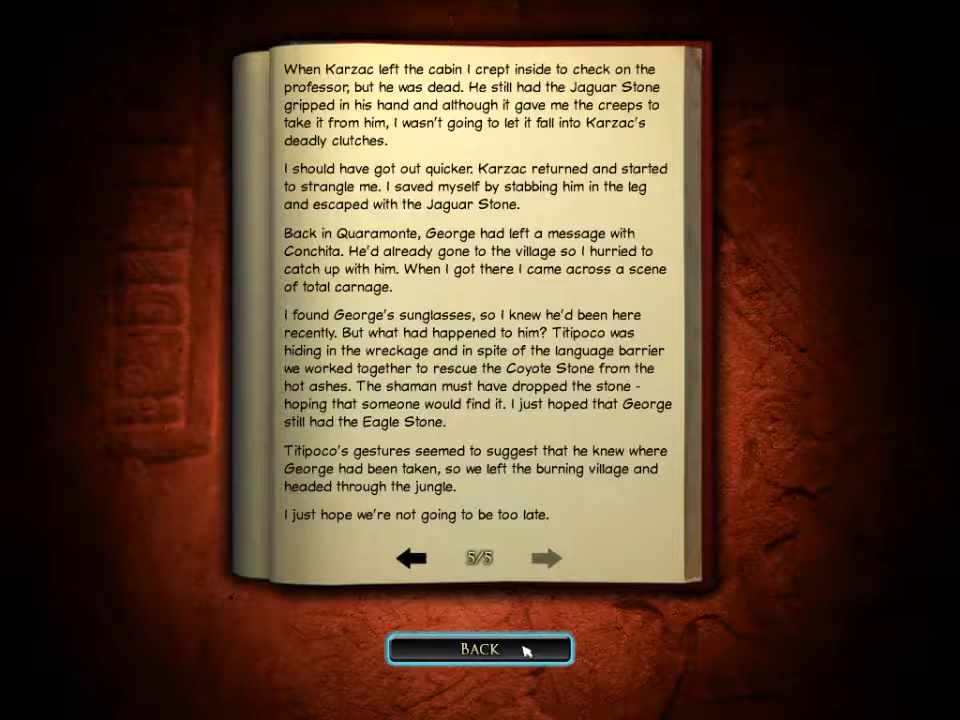 When Karzac left the cabin I crept inside to check on the
professor, but he was dead. He still had the Jaguar Stone
gripped in his hand and although it gave me the creeps to
take it from him, I wasn't going to let it fall into Karzac's
deadly clutches.
I should have got out quicker. Karzac returned and started
to strangle me. I saved myself by stabbing him in the leg
and escaped with the Jaguar Stone.
Back in Quaramonte, George had left a message with
Conchita. He'd already gone to the village so I hurried to
catch up with him. When I got there I came across a scene
of total carnage.
I found George's sunglasses, so I knew he'd been here
recently. But what had happened to him? Titipoco was
hiding in the wreckage and in spite of the language barrier
we worked together to rescue the Coyote Stone from the
hot ashes. The shaman must have dropped the stone -
hoping that someone would find it. I just hoped that George
still had the Eagle Stone.
Titipoco's gestures seemed to suggest that he knew where
George had been taken, so we left the burning village and
headed through the jungle.
I just hope we're not going to be too late.
5/5
BACK